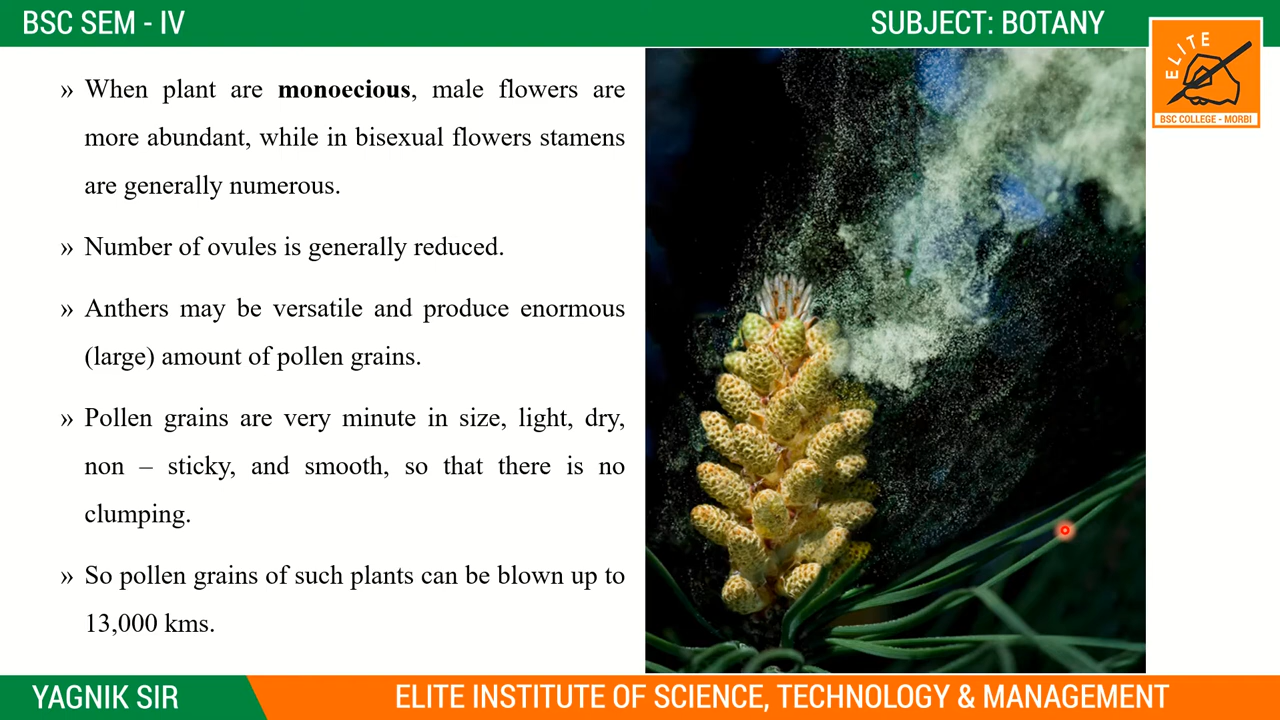 BSC SEM - IV
SUBJECT: BOTANY
ELITE
BSC COLLEGE - MORBI
» When plant are monoecious, male flowers are
more abundant, while in bisexual flowers stamens
are generally numerous.
» Number of ovules is generally reduced.
» Anthers may be versatile and produce enormous
(large) amount of pollen grains.
» Pollen grains are very minute in size, light, dry,
non – sticky, and smooth, so that there is no
clumping.
» So pollen grains of such plants can be blown up to
13,000 kms.
YAGNIK SIR
ELITE INSTITUTE OF SCIENCE, TECHNOLOGY & MANAGEMENT